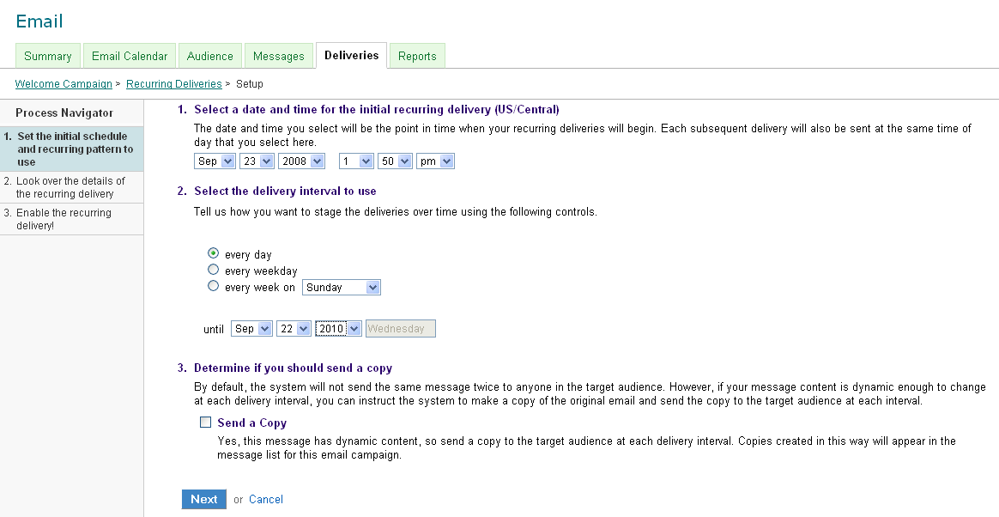 Email
Summary Email Calendar Audience Messages Deliveries Reports
Welcome Campaign > Recurring Deliveries > Setup
Process Navigator
1. Set the initial schedule
and recurring pattern to
use
2. Look over the details of
the recurring delivery
3. Enable the recurring
delivery!
1. Select a date and time for the initial recurring delivery (US/Central)
The date and time you select will be the point in time when your recurring deliveries will begin. Each subsequent delivery will also be sent at the same time of
day that you select here.
Sep 23 2008 1 50 pm
2. Select the delivery interval to use
Tell us how you want to stage the deliveries over time using the following controls.
every day
every weekday
every week on Sunday
until Sep 22 2010 Wednesday
3. Determine if you should send a copy
By default, the system will not send the same message twice to anyone in the target audience. However, if your message content is dynamic enough to change
at each delivery interval, you can instruct the system to make a copy of the original email and send the copy to the target audience at each interval.
Send a Copy
Yes, this message has dynamic content, so send a copy to the target audience at each delivery interval. Copies created in this way will appear in the
message list for this email campaign.
Next or Cancel